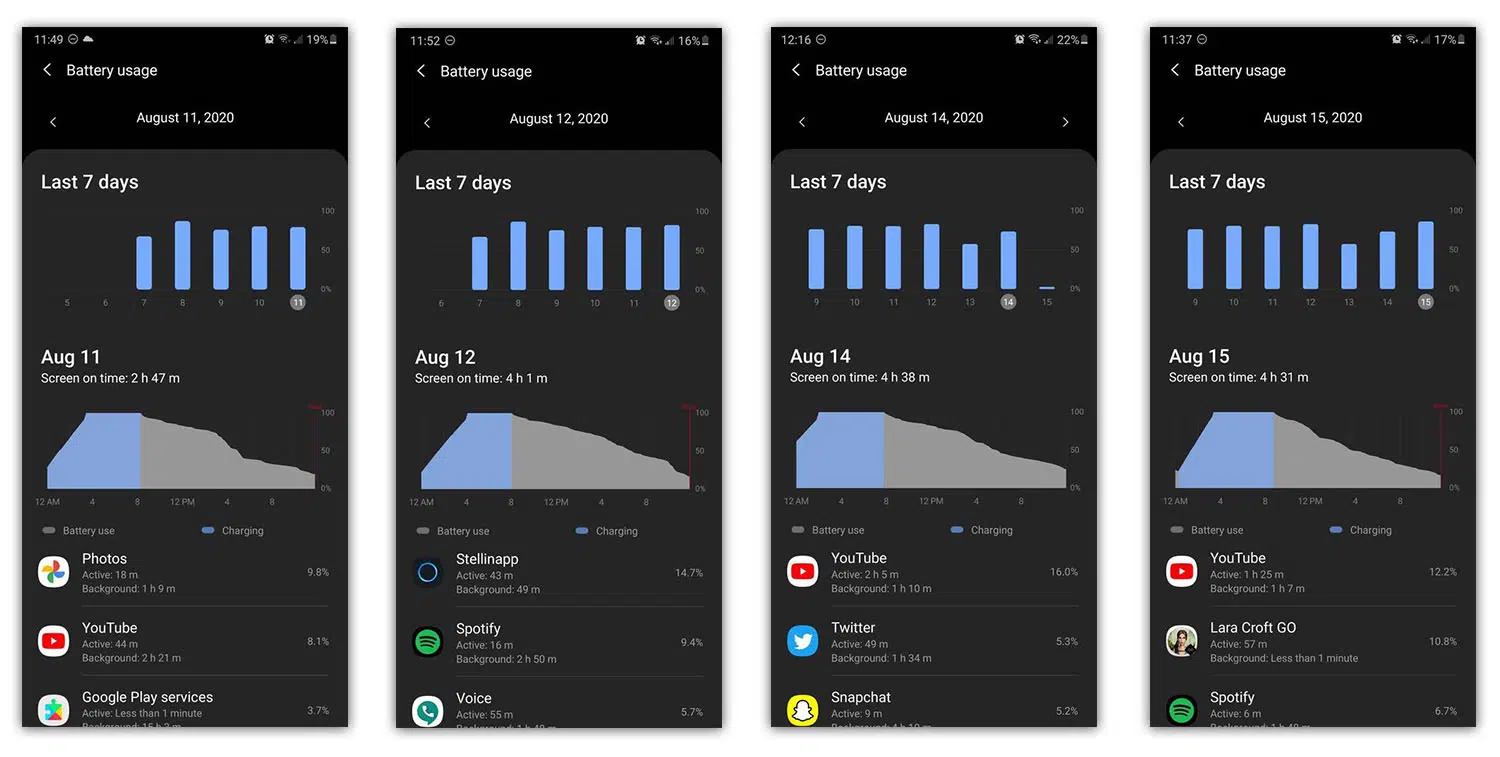 11:49 19%
Battery usage
August 11, 2020
Last 7 days
100
50
0%
5 6 7 8 9 10 11
Aug 11
Screen on time: 2 h 47 m
100
50
0%
12 AM 4 8 12 PM 4 8
Battery use Charging
Photos
Active: 18 m
Background: 1 h 9 m
9.8%
YouTube
Active: 44 m
Background: 2 h 21 m
8.1%
Google Play services
Active: Less than 1 minute
3.7%
11:52 16%
Battery usage
August 12, 2020
Last 7 days
100
50
0%
6 7 8 9 10 11 12
Aug 12
Screen on time: 4 h 1 m
100
50
0%
12 AM 4 8 12 PM 4 8
Battery use Charging
Stellinapp
Active: 43 m
Background: 49 m
14.7%
Spotify
Active: 16 m
Background: 2 h 50 m
9.4%
Voice
Active: 55 m
5.7%
12:16 22%
Battery usage
August 14, 2020
Last 7 days
100
50
0%
9 10 11 12 13 14 15
Aug 14
Screen on time: 4 h 38 m
100
50
0%
12 AM 4 8 12 PM 4 8
Battery use Charging
YouTube
Active: 2 h 5 m
Background: 1 h 10 m
16.0%
Twitter
Active: 49 m
Background: 1 h 34 m
5.3%
Snapchat
Active: 9 m
5.2%
11:37 17%
Battery usage
August 15, 2020
Last 7 days
100
50
0%
9 10 11 12 13 14 15
Aug 15
Screen on time: 4 h 31 m
100
50
0%
12 AM 4 8 12 PM 4 8
Battery use Charging
YouTube
Active: 1 h 25 m
Background: 1 h 7 m
12.2%
Lara Croft GO
Active: 57 m
Background: Less than 1 minute
10.8%
Spotify
Active: 6 m
6.7%